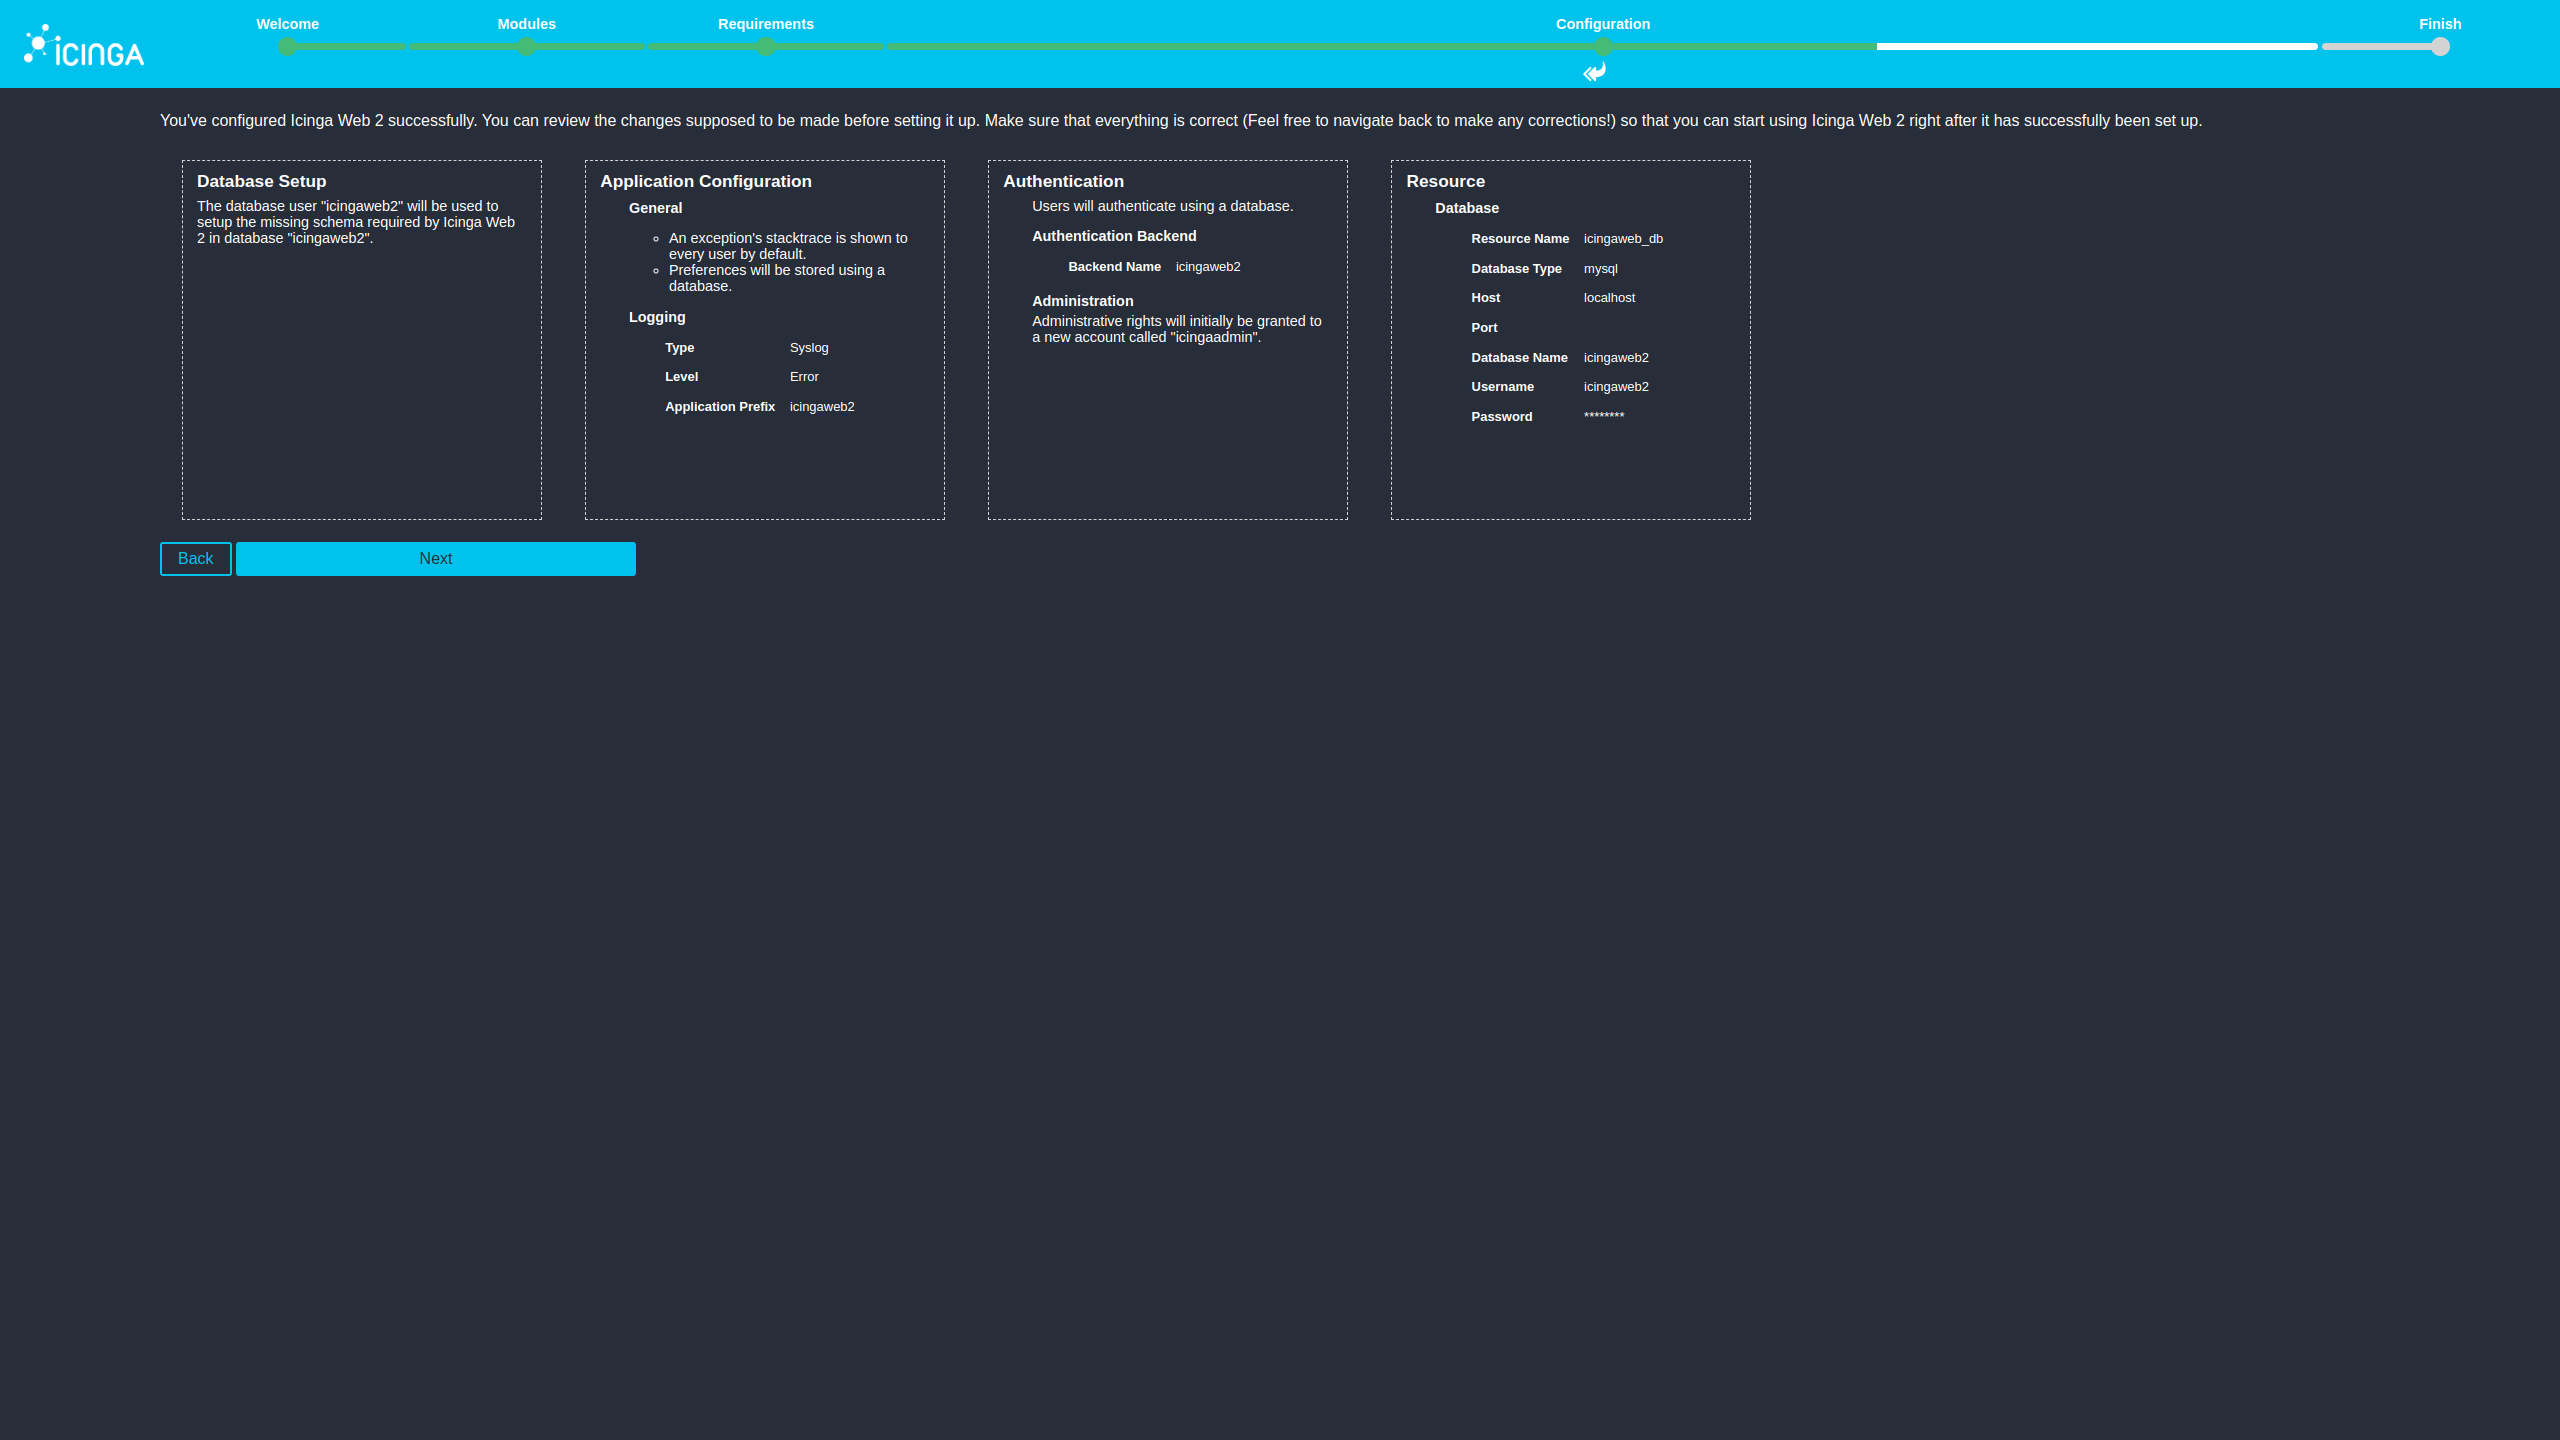 Welcome
Modules
Requirements
Configuration
Finish
ICINGA
You've configured Icinga Web 2 successfully. You can review the changes supposed to be made before setting it up. Make sure that everything is correct (Feel free to navigate back to make any corrections!) so that you can start using Icinga Web 2 right after it has successfully been set up.
Database Setup
The database user "icingaweb2" will be used to
setup the missing schema required by Icinga Web
2 in database "icingaweb2".
Application Configuration
General
An exception's stacktrace is shown to
every user by default.
Preferences will be stored using a
database.
Logging
Type Syslog
Level Error
Application Prefix icingaweb2
Authentication
Users will authenticate using a database.
Authentication Backend
Backend Name icingaweb2
Administration
Administrative rights will initially be granted to
a new account called "icingaadmin".
Resource
Database
Resource Name icingaweb_db
Database Type mysql
Host localhost
Port
Database Name icingaweb2
Username icingaweb2
Password ********
Back
Next